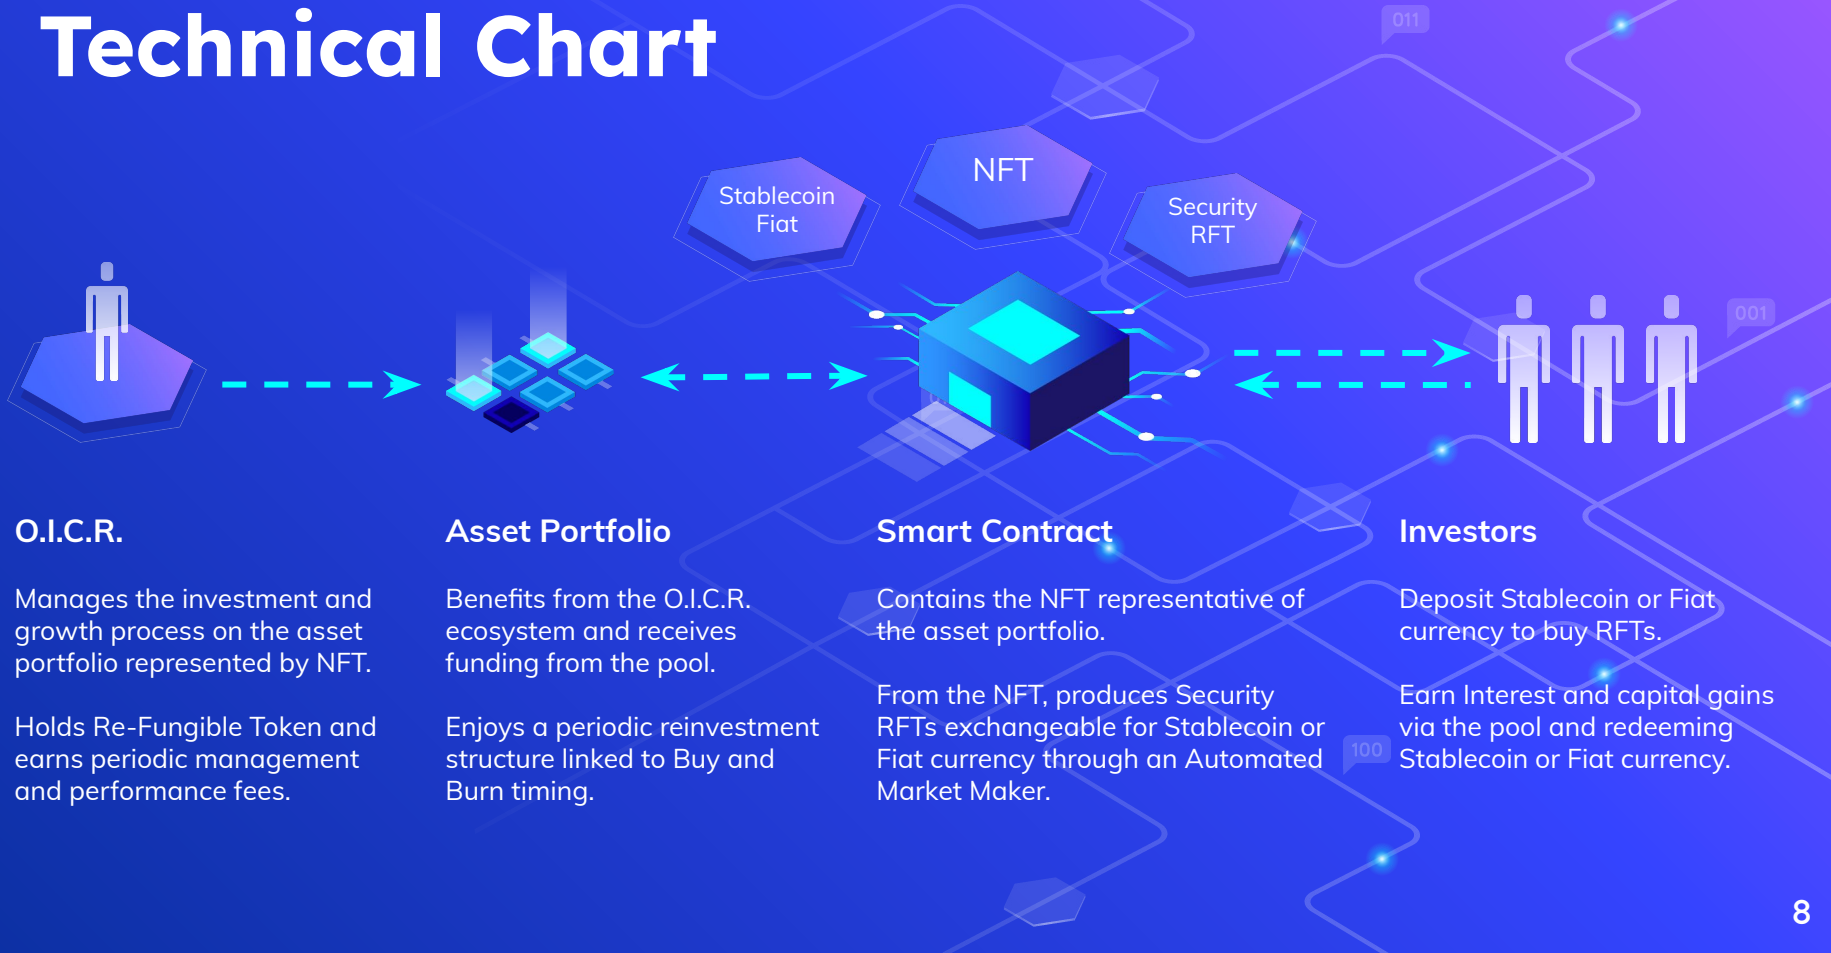 Technical Chart
011
NFT
Stablecoin
Fiat
Security
RFT
001
O.I.C.R.
Manages the investment and
growth process on the asset
portfolio represented by NFT.
Holds Re-Fungible Token and
earns periodic management
and performance fees.
Asset Portfolio
Benefits from the O.I.C.R.
ecosystem and receives
funding from the pool.
Enjoys a periodic reinvestment
structure linked to Buy and
Burn timing.
Smart Contract
Contains the NFT representative of
the asset portfolio.
From the NFT, produces Security
RFTs exchangeable for Stablecoin or
Fiat currency through an Automated
Market Maker.
100
Investors
Deposit Stablecoin or Fiat
currency to buy RFTs.
Earn Interest and capital gains
via the pool and redeeming
Stablecoin or Fiat currency.
8